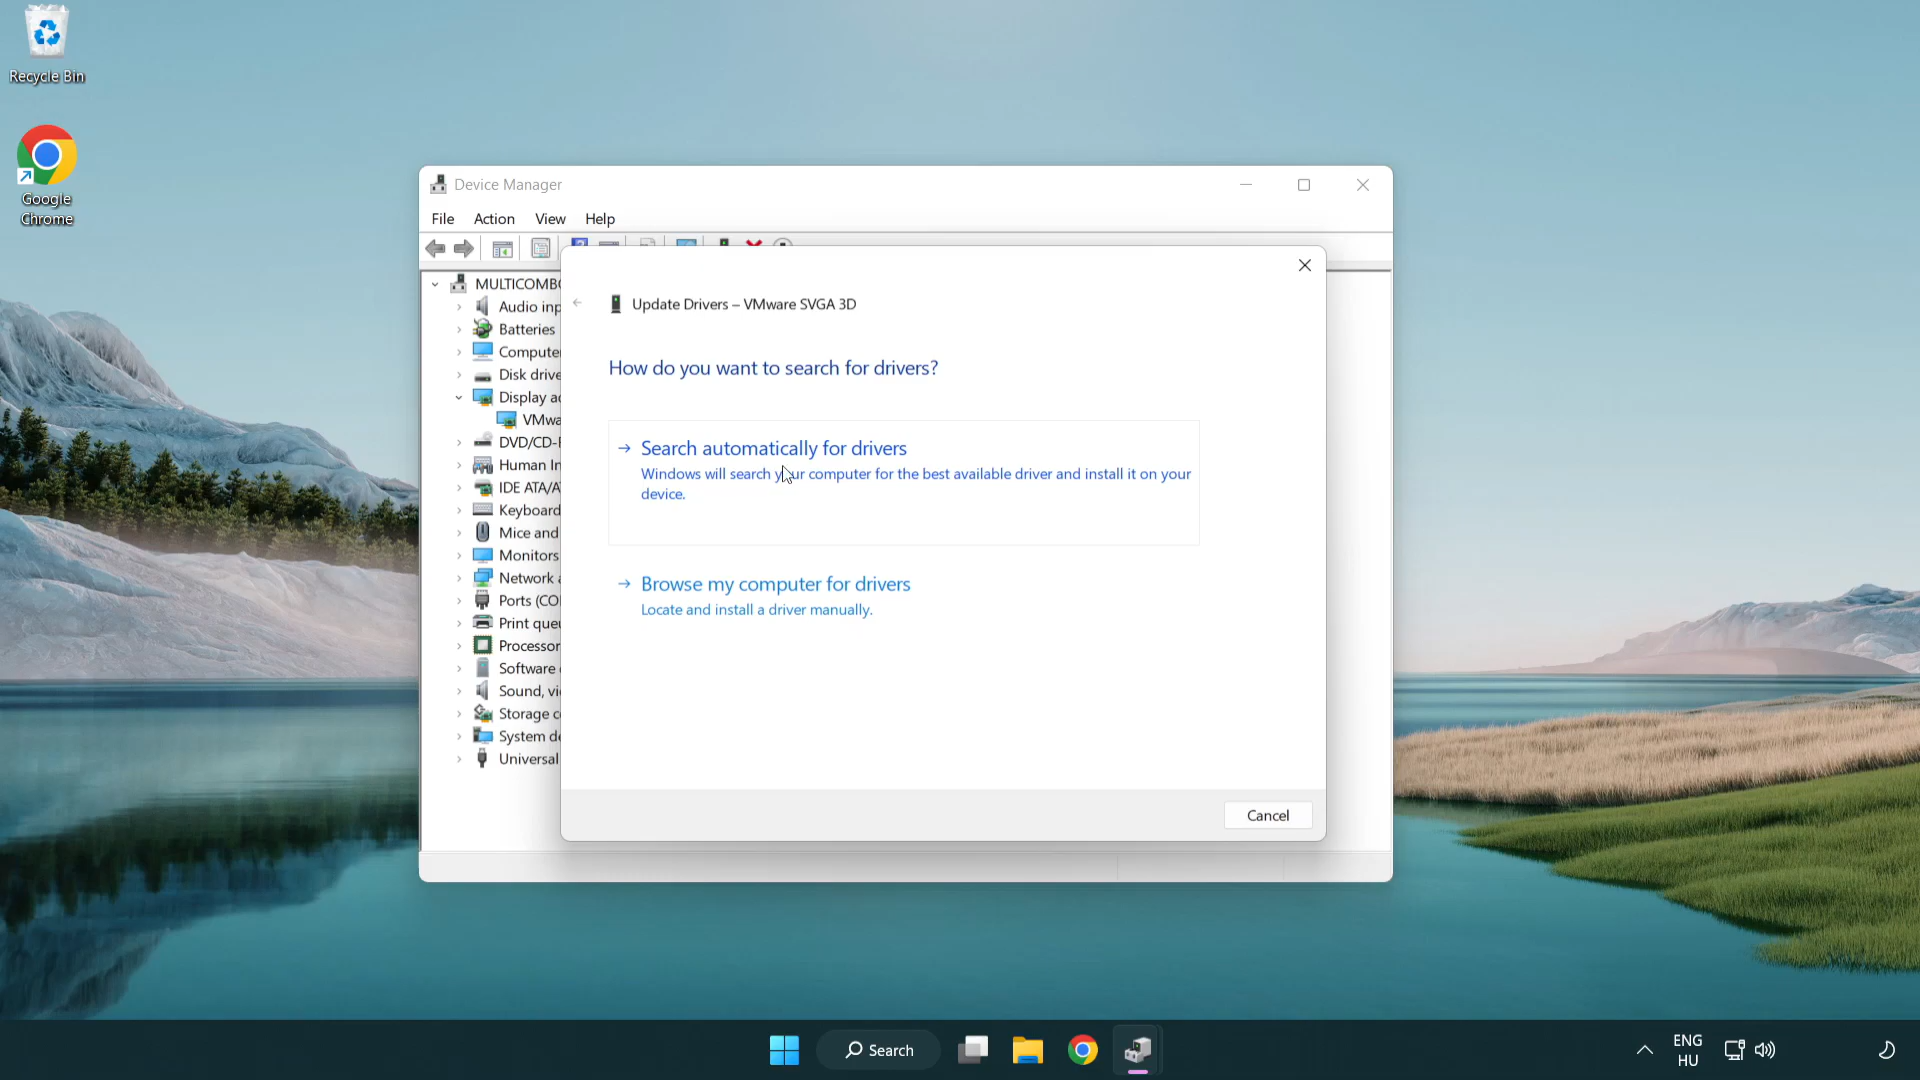 Recycle Bin
Google
Chrome
Device Manager
File Action View Help
MULTICOMBO
Audio inp
Batteries
Compute
Disk drive
Display ad
VMwa
DVD/CD-R
Human In
IDE ATA/AT
Keyboard
Mice and
Monitors
Network a
Ports (CO
Print queu
Processor
Software
Sound, vi
Storage c
System de
Universal
Update Drivers – VMware SVGA 3D
How do you want to search for drivers?
Search automatically for drivers
Windows will search your computer for the best available driver and install it on your
device.
Browse my computer for drivers
Locate and install a driver manually.
Cancel
Search
ENG
HU